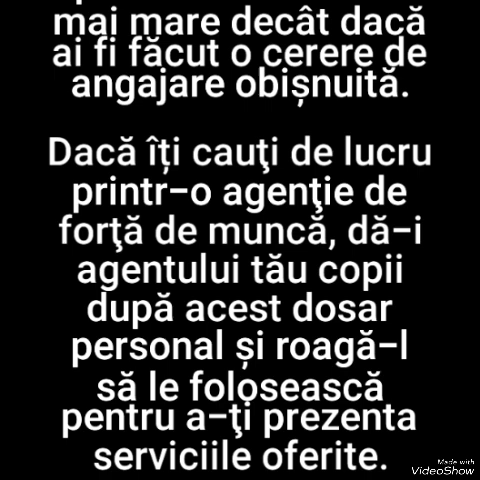 mai mare decât dacă
ai fi făcut o cerere de
angajare obișnuită.
Dacă îți cauţi de lucru
printr-o agenţie de
forţă de muncă, dă-i
agentului tău copii
după acest dosar
personal și roagă-l
să le folosească
pentru a-ţi prezenta
serviciile oferite.
Made with
VideoShow